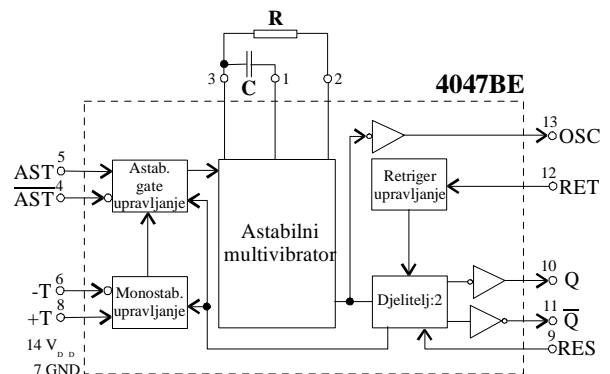 R
3
C
1
2
4047BE
13
OSC
5
AST
4
AST
Astab.
gate
upravljanje
Astabilni
multivibrator
Retriger
upravljanje
12
RET
6
-T
8
+T
Monostab.
upravljanje
Djelitelj:2
10
Q
11
Q
9
RES
14 V DD
7 GND